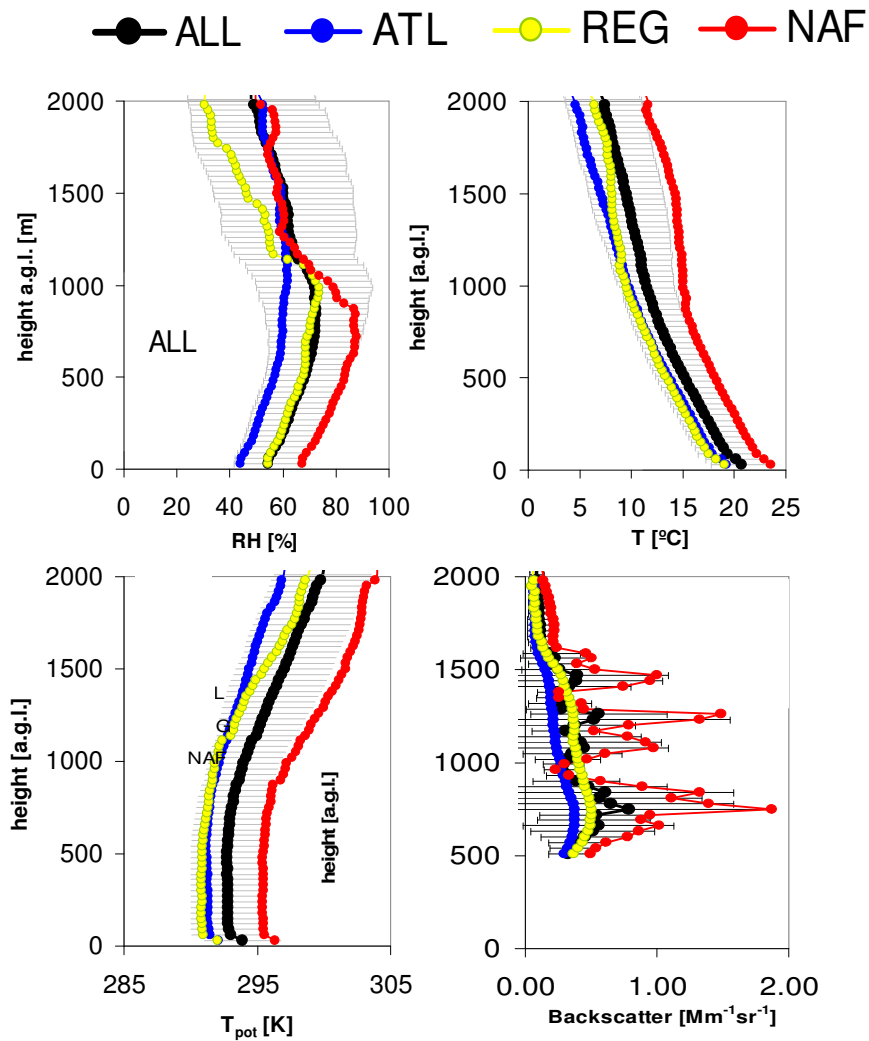 ALL ATL REG NAF
2000
1500
1000
500
0
height a.g.l. [m]
ALL
0 20 40 60 80 100
RH [%]
2000
1500
1000
500
0
height [a.g.l.]
0 5 10 15 20 25
T [ºC]
2000
1500
1000
500
0
height [a.g.l.]
L
G
NAF
height [a.g.l.]
285 295 305
Tpot [K]
2000
1500
1000
500
0
0.00 1.00 2.00
Backscatter [Mm-1sr-1]